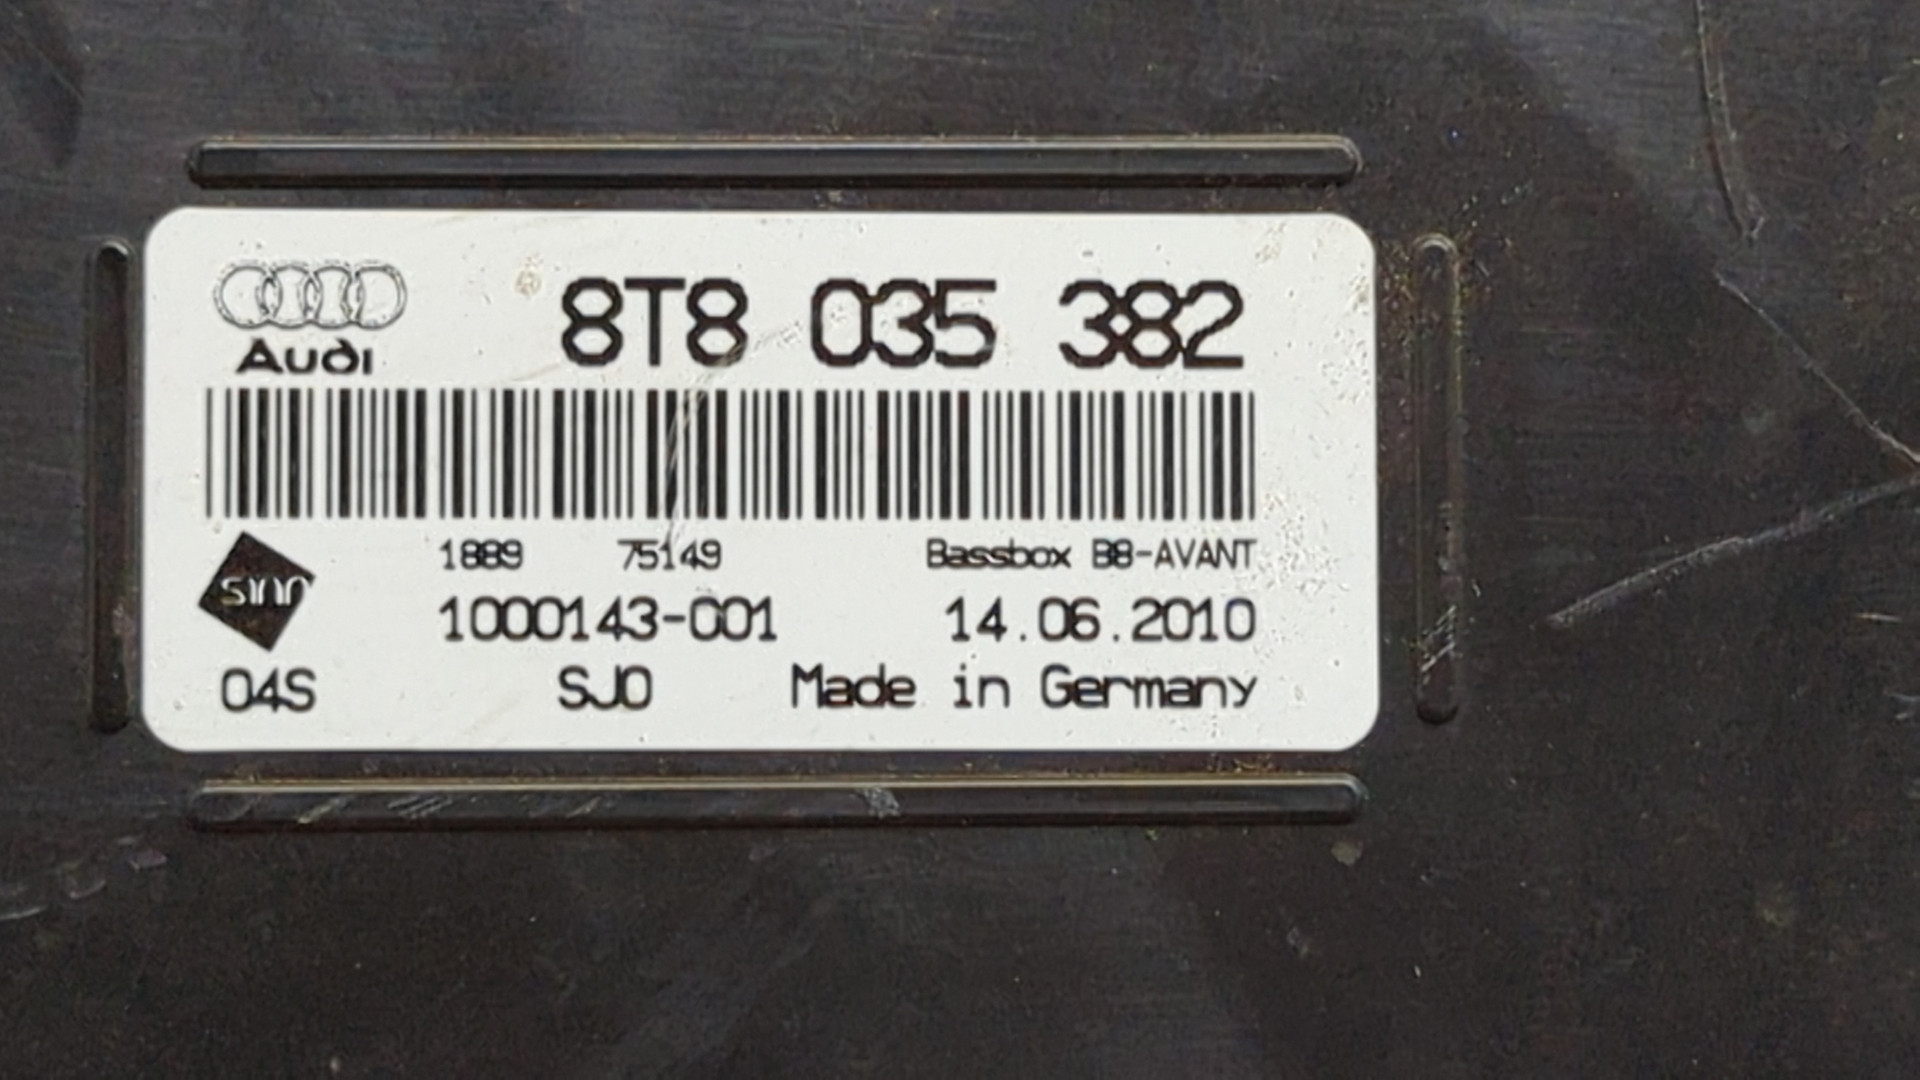 Audi 8T8 035 382
1889 75149 Bassbox B8-AVANT
sinn
1000143-001 14.06.2010
04S SJ0 Made in Germany